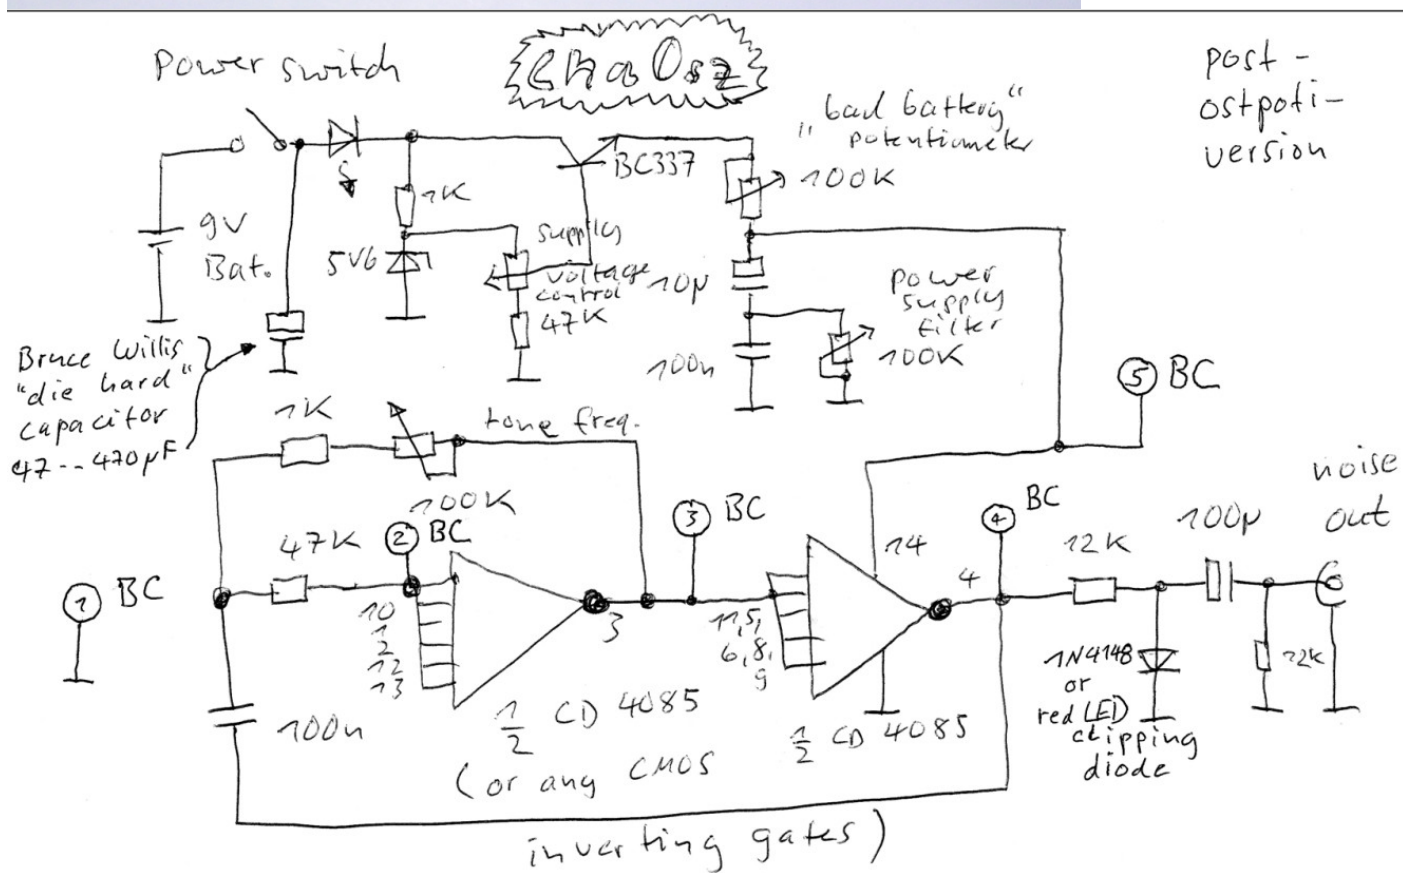 Power switch
ChaOsz
post -
ostpoti -
version
"bad battery"
potentiometer
100K
BC337
9V
Bat.
1K
5V6
supply
voltage
control
47K
10µ
100n
power
supply
filter
100K
Bruce Willis
"die hard"
capacitor
47--470µF
1K
tone freq.
100K
5 BC
noise
out
1 BC
47K
2 BC
10
1
2
12
13
3
3 BC
11,5,
6,8,
9
14
4
4 BC
12K
100µ
100n
1/2 CD 4085
(or any CMOS
inverting gates)
1/2 CD 4085
1N4148
or
red LED
clipping
diode